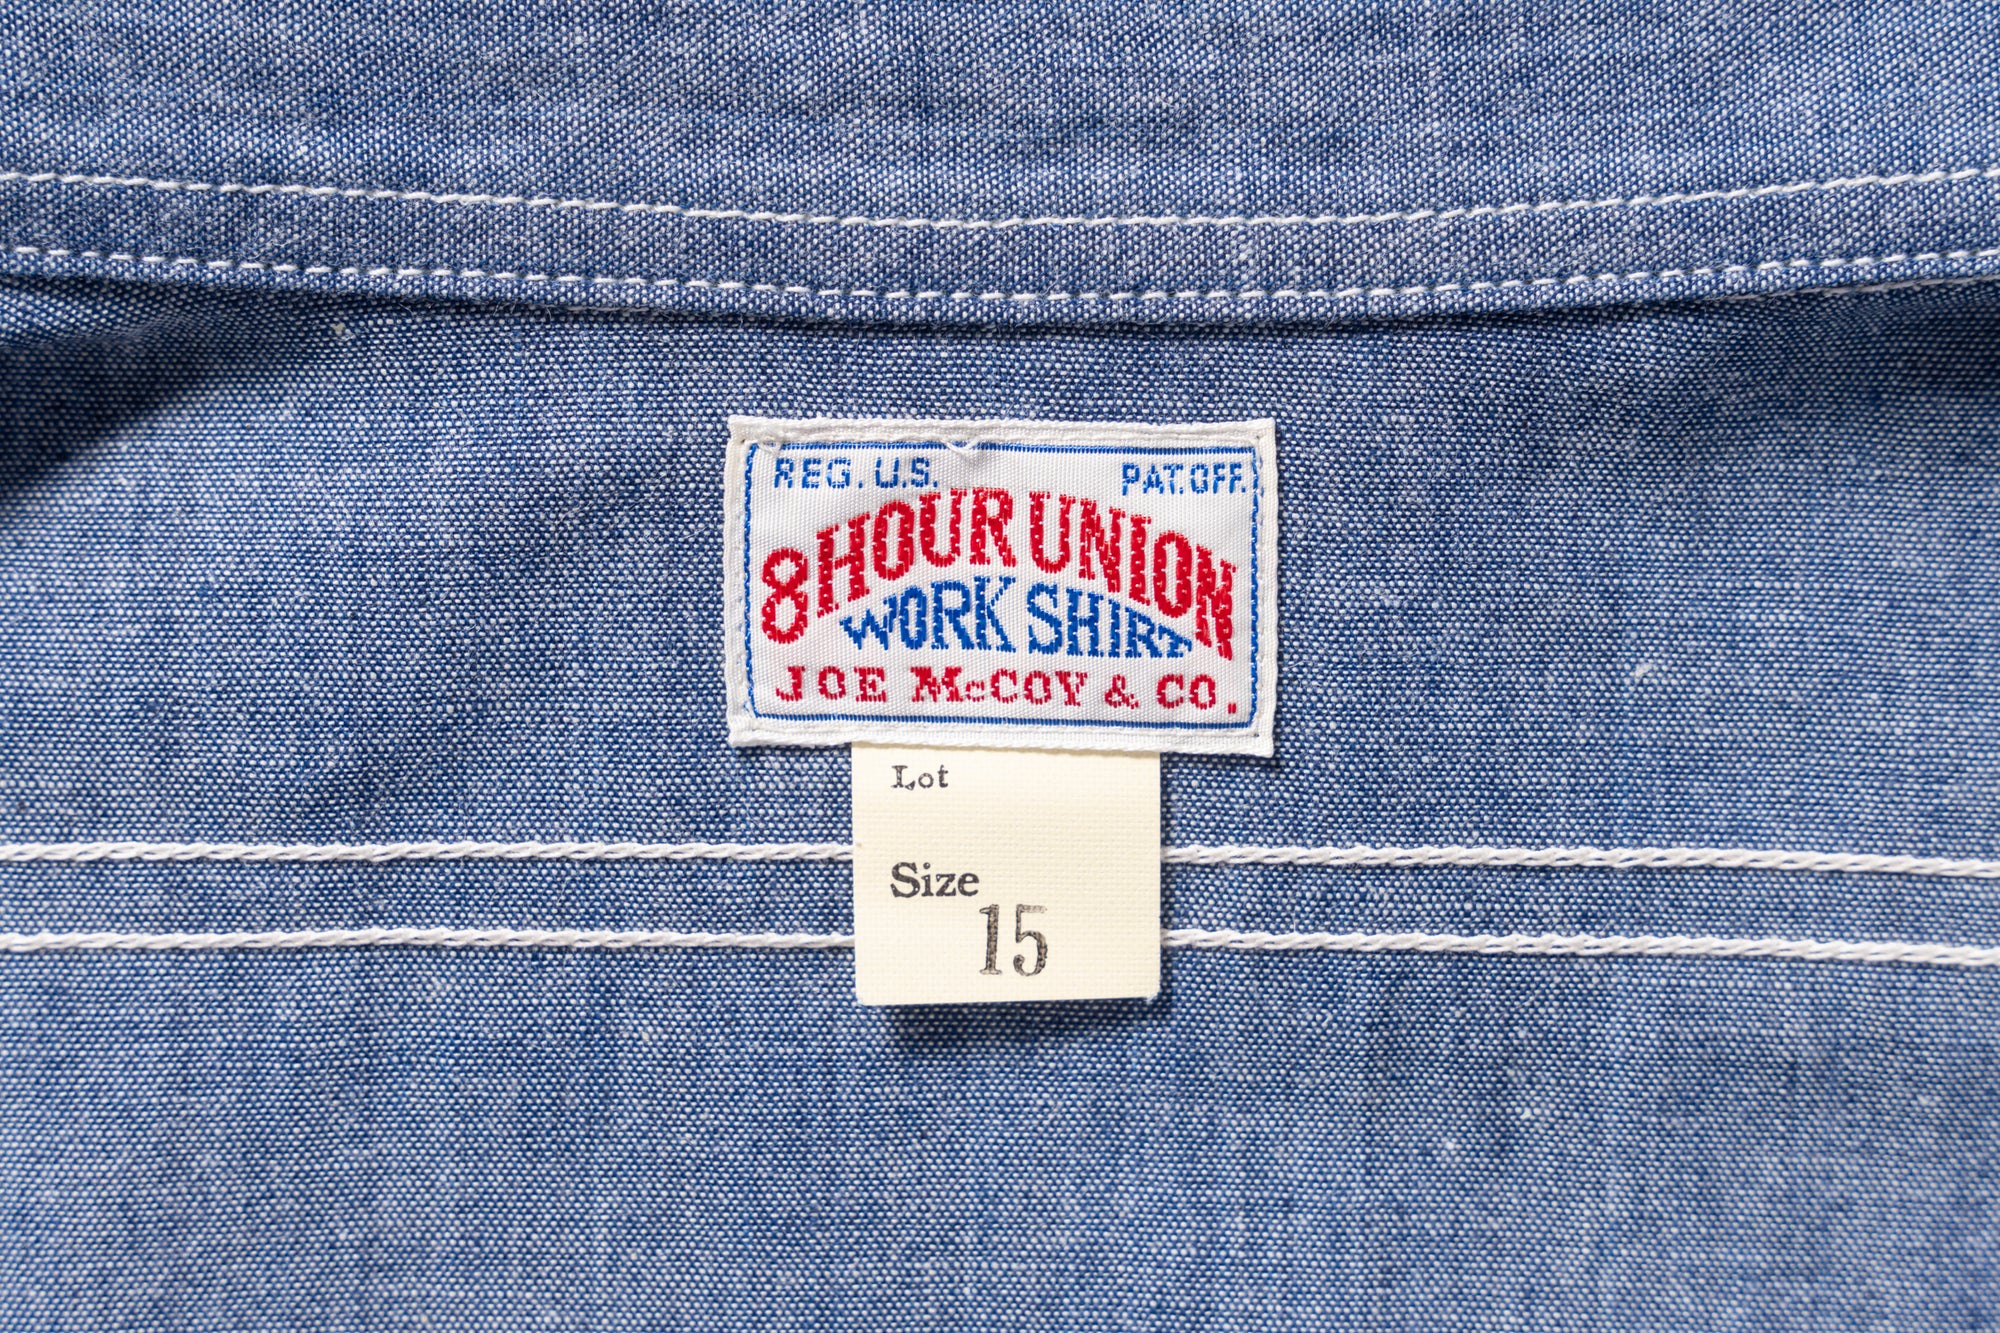 REG. U.S. PAT. OFF.
8 HOUR UNION
WORK SHIRT
JOE McCOY & CO.
Lot
Size
15